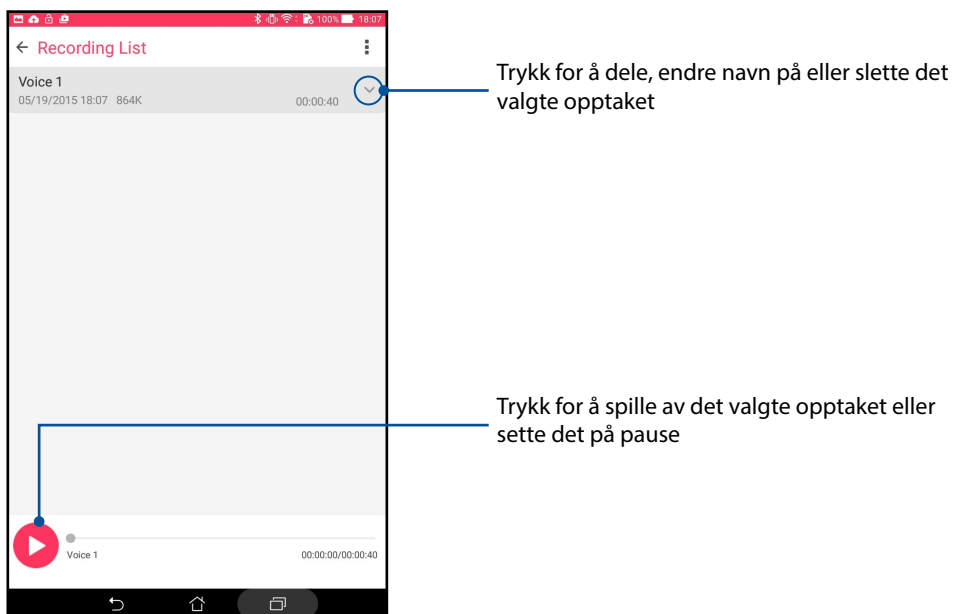 100% 18:07
Recording List
Voice 1
05/19/2015 18:07 864K 00:00:40
Trykk for å dele, endre navn på eller slette det
valgte opptaket
Trykk for å spille av det valgte opptaket eller
sette det på pause
Voice 1 00:00:00/00:00:40